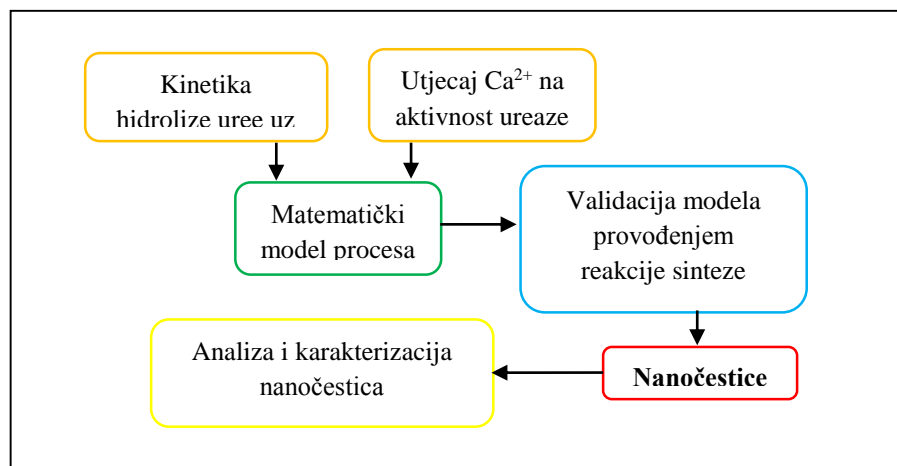 Kinetika
hidrolize uree uz
Utjecaj Ca²⁺ na
aktivnost ureaze
Matematički
model procesa
Validacija modela
provođenjem
reakcije sinteze
Analiza i karakterizacija
nanočestica
Nanočestice